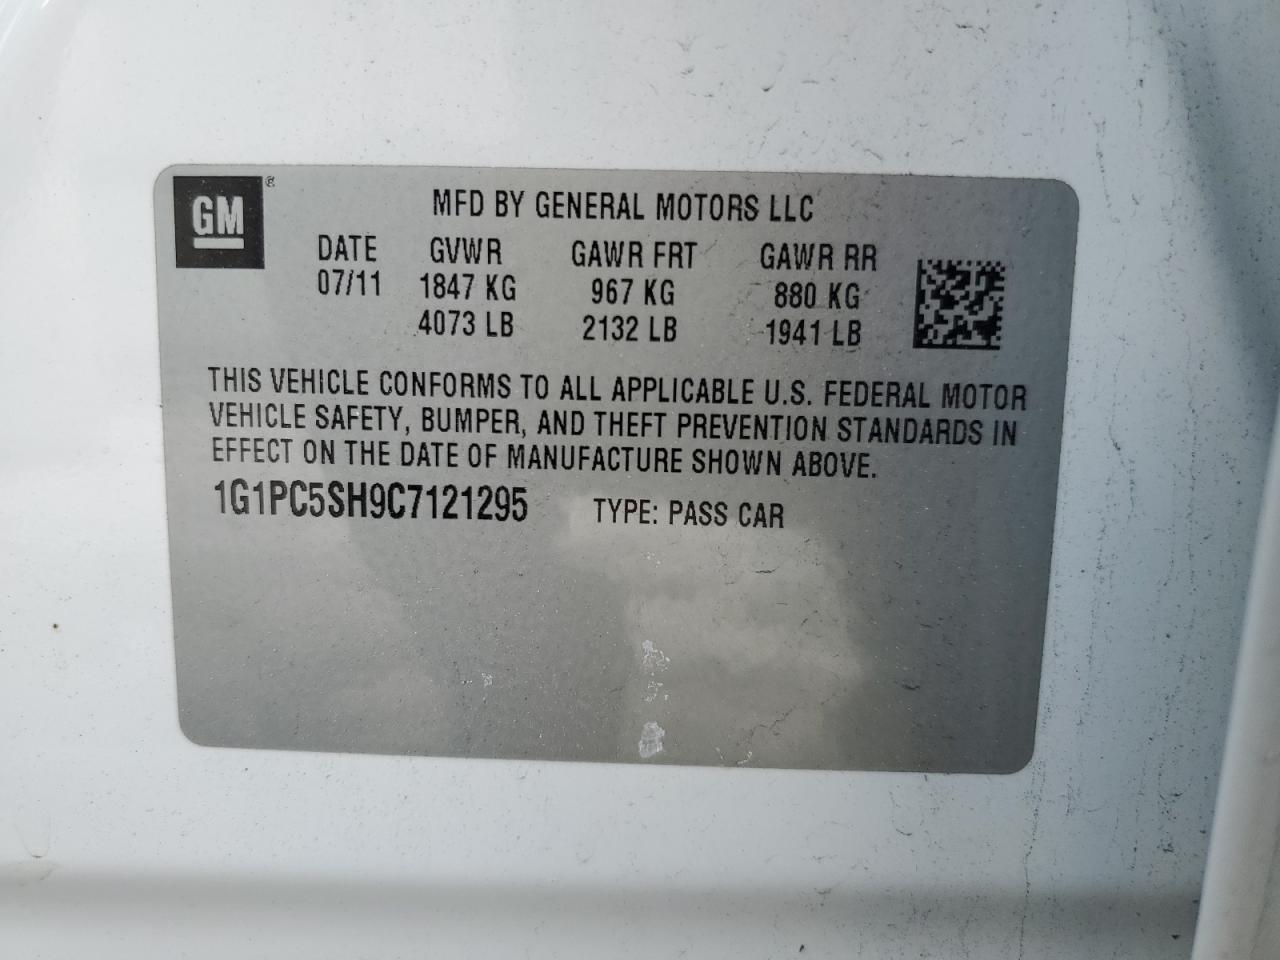 GM
MFD BY GENERAL MOTORS LLC
DATE GVWR GAWR FRT GAWR RR
07/11 1847 KG 967 KG 880 KG
4073 LB 2132 LB 1941 LB
THIS VEHICLE CONFORMS TO ALL APPLICABLE U.S. FEDERAL MOTOR
VEHICLE SAFETY, BUMPER, AND THEFT PREVENTION STANDARDS IN
EFFECT ON THE DATE OF MANUFACTURE SHOWN ABOVE.
1G1PC5SH9C7121295 TYPE: PASS CAR